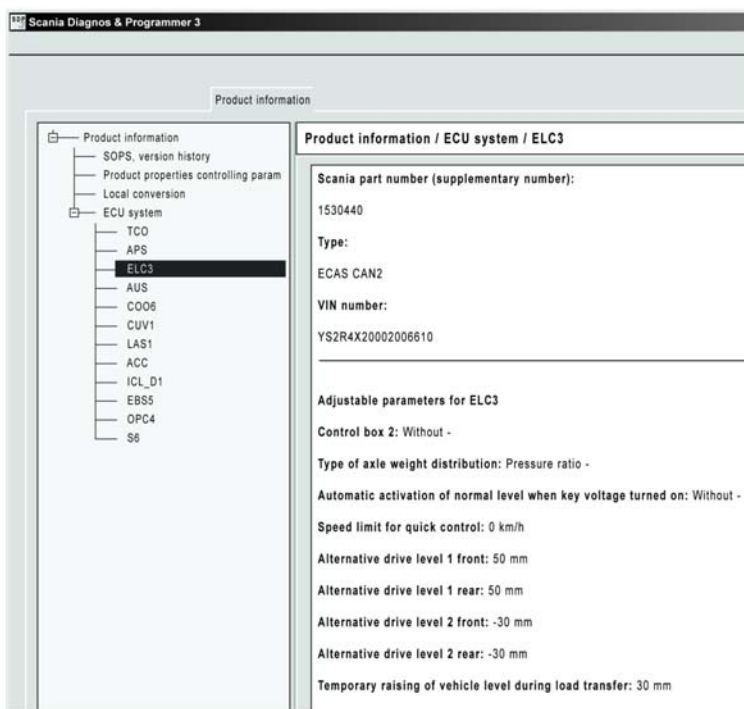 Scania Diagnos & Programmer 3
Product information
Product information
SOPS, version history
Product properties controlling param
Local conversion
ECU system
TCO
APS
ELC3
AUS
COO6
CUV1
LAS1
ACC
ICL_D1
EBS5
OPC4
S6
Product information / ECU system / ELC3
Scania part number (supplementary number):
1530440
Type:
ECAS CAN2
VIN number:
YS2R4X20002006610
Adjustable parameters for ELC3
Control box 2: Without -
Type of axle weight distribution: Pressure ratio -
Automatic activation of normal level when key voltage turned on: Without -
Speed limit for quick control: 0 km/h
Alternative drive level 1 front: 50 mm
Alternative drive level 1 rear: 50 mm
Alternative drive level 2 front: -30 mm
Alternative drive level 2 rear: -30 mm
Temporary raising of vehicle level during load transfer: 30 mm